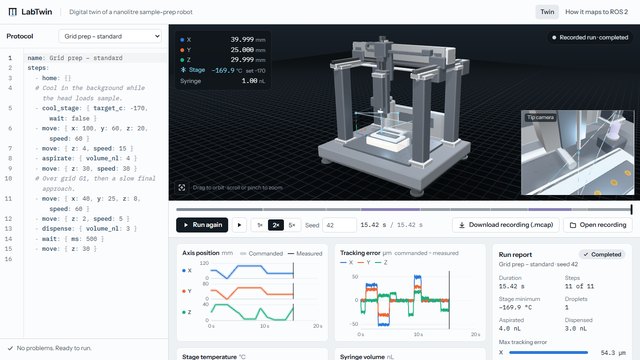 LabTwin
Digital twin of a nanolitre sample-prep robot
Twin
How it maps to ROS 2
Protocol
Grid prep – standard
1 name: Grid prep – standard
2 steps:
3 - home: {}
4 # Cool in the background while
the head loads sample.
5 - cool_stage: { target_c: -170,
wait: false }
6 - move: { x: 100, y: 60, z: 20,
speed: 60 }
7 - move: { z: 4, speed: 15 }
8 - aspirate: { volume_nl: 4 }
9 - move: { z: 30, speed: 30 }
10 # Over grid G1, then a slow final
approach.
11 - move: { x: 40, y: 25, z: 8,
speed: 60 }
12 - move: { z: 2, speed: 5 }
13 - dispense: { volume_nl: 3 }
14 - wait: { ms: 500 }
15 - move: { z: 30 }
16
No problems. Ready to run.
X 39.999 mm
Y 25.000 mm
Z 29.999 mm
Stage -169.9 °C set -170
Syringe 1.00 nL
Recorded run · completed
Tip camera
Drag to orbit · scroll or pinch to zoom
Run again
1×
2×
5×
Seed 42
15.42 s / 15.42 s
Download recording (.mcap)
Open recording
Axis position mm
Commanded
Measured
X
120
0
Y
80
0
Z
40
0
0 s
10 s
20 s
Tracking error µm commanded − measured
X
Y
Z
50
0
-50
0 s
10 s
20 s
Run report
Completed
Grid prep – standard · seed 42
Duration
15.42 s
Steps
11 of 11
Stage minimum
-169.9 °C
Droplets
1
Aspirated
4.0 nL
Dispensed
3.0 nL
Max tracking error
X 54.3 µm
Stage temperature °C
Syringe volume nL